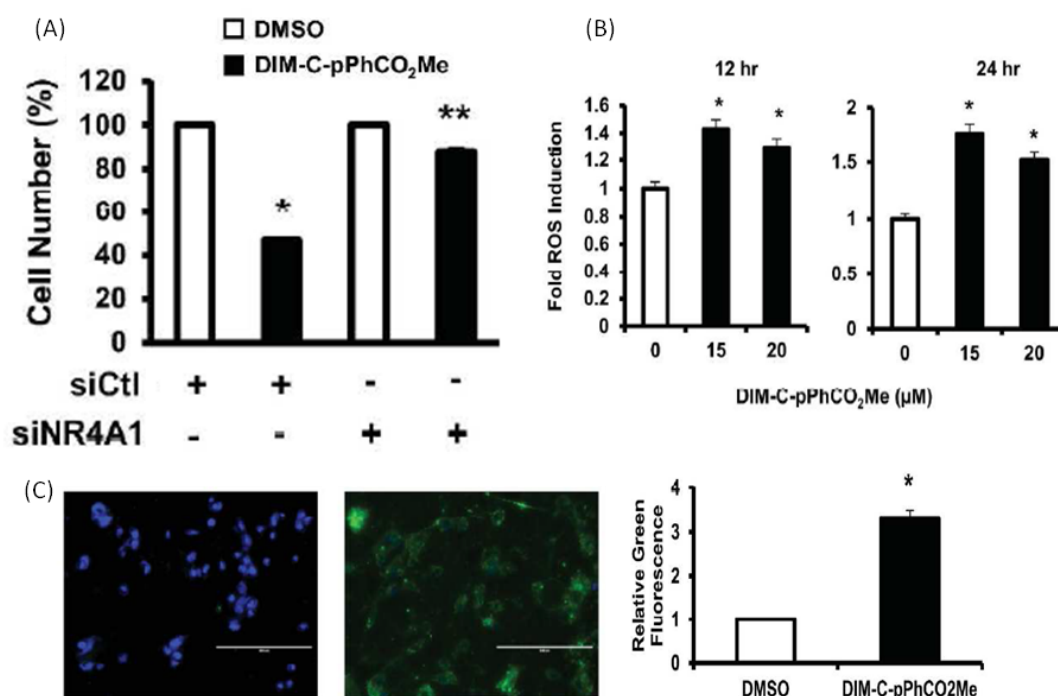 (A)
DMSO
DIM-C-pPhCO₂Me
Cell Number (%)
120
100
80
60
40
20
0
*
**
siCtl + + - -
siNR4A1 - - + +
(B)
12 hr
24 hr
Fold ROS Induction
1.6
1.4
1.2
1
0.8
0.6
0.4
0.2
0
* *
0 15 20
2
1.5
1
0.5
0
* *
0 15 20
DIM-C-pPhCO₂Me (µM)
(C)
Relative Green
Fluorescence
4
3
2
1
0
*
DMSO DIM-C-pPhCO2Me